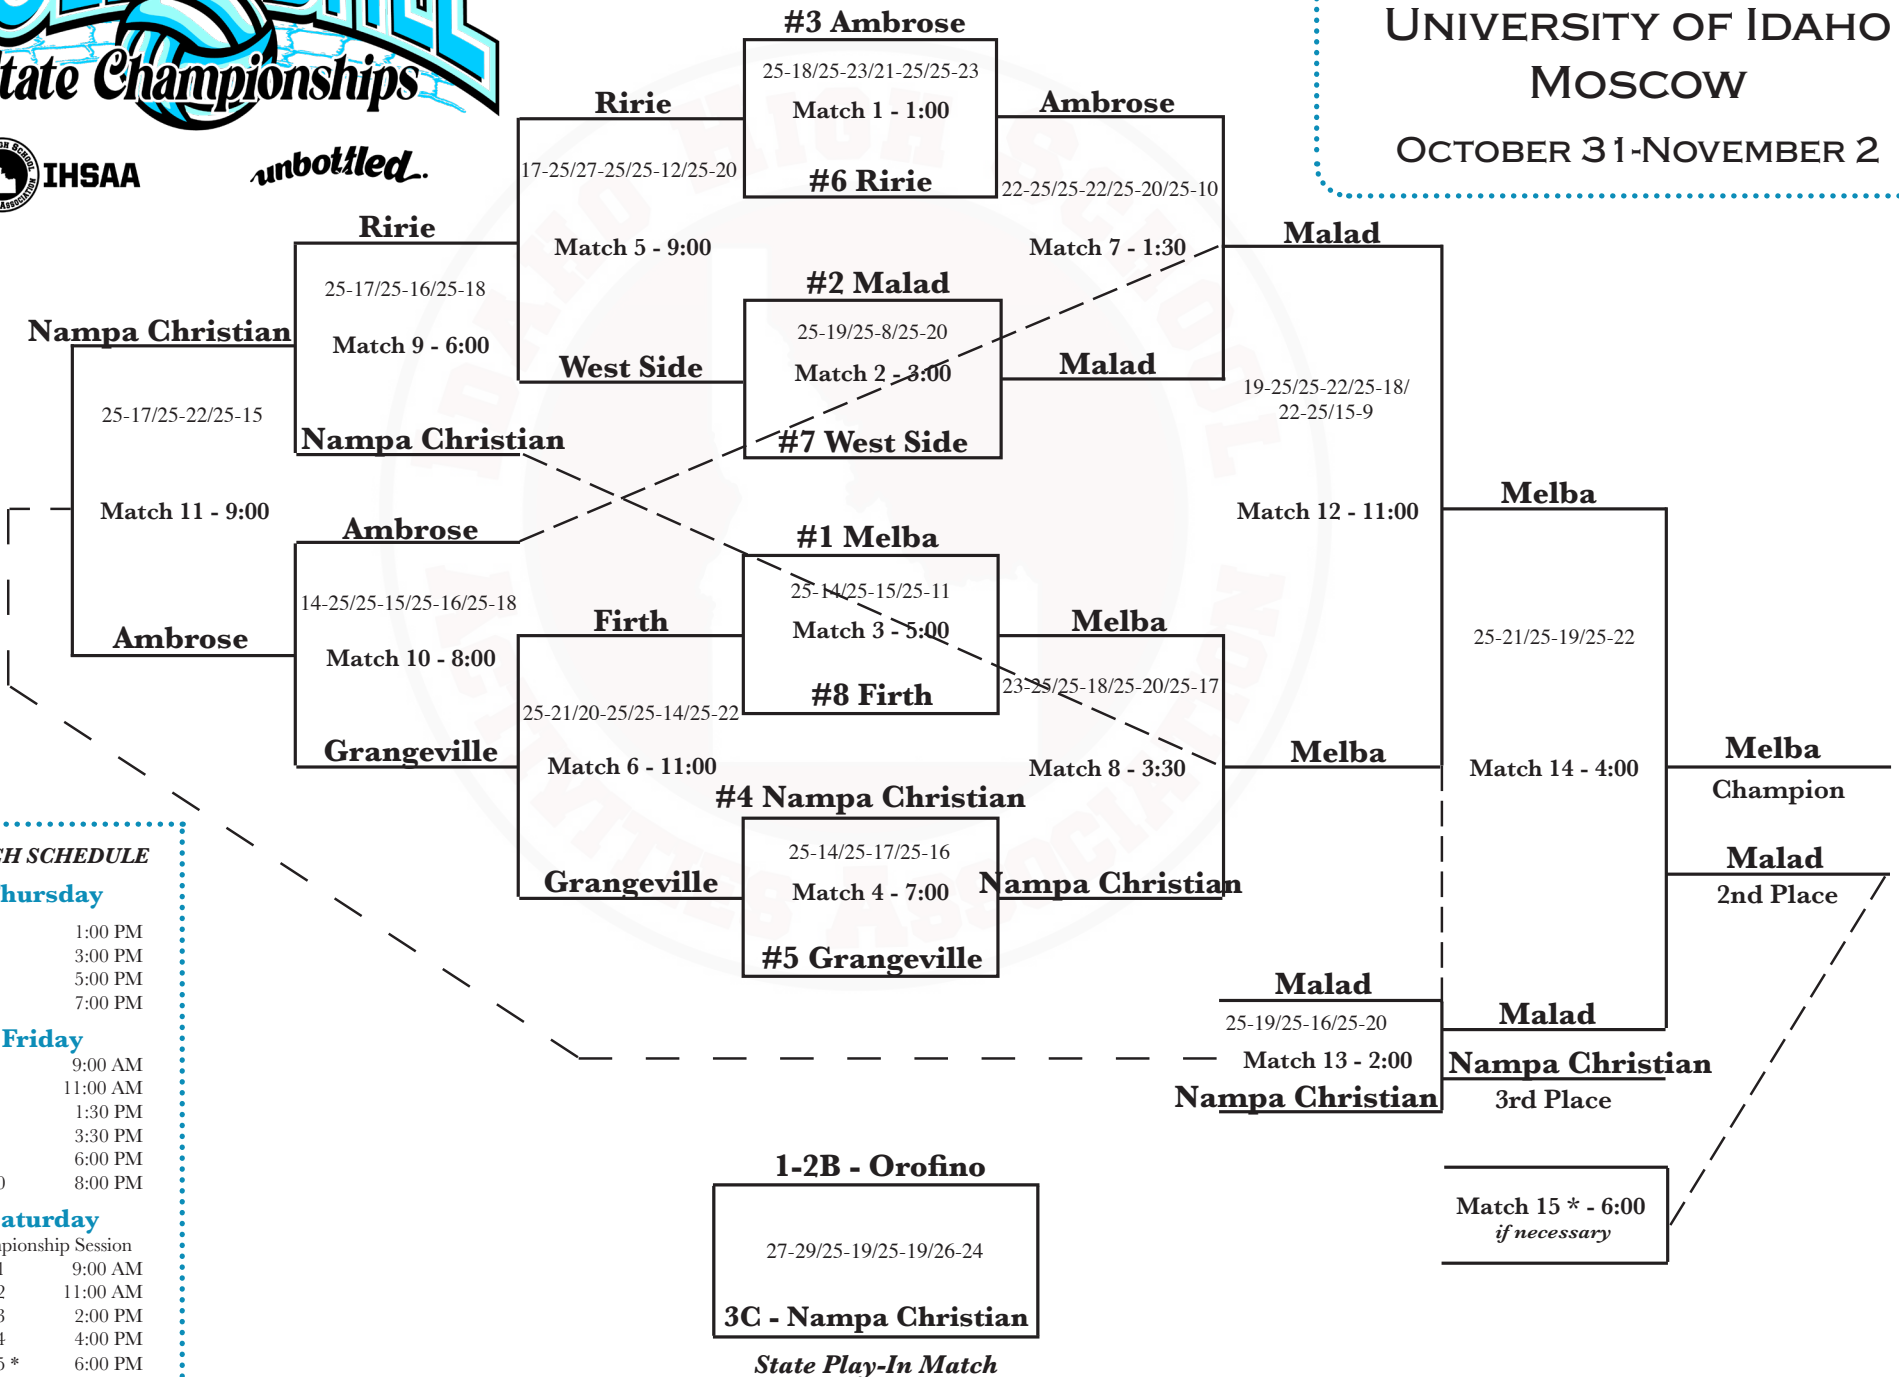 State Championships
IHSAA
unbottled.
UNIVERSITY OF IDAHO
MOSCOW
OCTOBER 31-NOVEMBER 2
#3 Ambrose
25-18/25-23/21-25/25-23
Match 1 - 1:00
#6 Ririe
Ririe
Ambrose
17-25/27-25/25-12/25-20
Match 5 - 9:00
22-25/25-22/25-20/25-10
Match 7 - 1:30
Ririe
Malad
25-17/25-16/25-18
Match 9 - 6:00
#2 Malad
25-19/25-8/25-20
Match 2 - 3:00
#7 West Side
West Side
Malad
Nampa Christian
25-17/25-22/25-15
Match 11 - 9:00
Nampa Christian
19-25/25-22/25-18/
22-25/15-9
Match 12 - 11:00
Melba
Ambrose
14-25/25-15/25-16/25-18
Match 10 - 8:00
Ambrose
#1 Melba
25-14/25-15/25-11
Match 3 - 5:00
#8 Firth
Firth
Melba
25-21/20-25/25-14/25-22
Match 6 - 11:00
23-25/25-18/25-20/25-17
Match 8 - 3:30
Grangeville
Melba
25-21/25-19/25-22
Match 14 - 4:00
Melba
Champion
#4 Nampa Christian
25-14/25-17/25-16
Match 4 - 7:00
#5 Grangeville
Grangeville
Nampa Christian
Malad
2nd Place
Malad
25-19/25-16/25-20
Match 13 - 2:00
Nampa Christian
Malad
Nampa Christian
3rd Place
Match 15 * - 6:00
if necessary
1-2B - Orofino
27-29/25-19/25-19/26-24
3C - Nampa Christian
State Play-In Match
SCHEDULE
hursday
1:00 PM
3:00 PM
5:00 PM
7:00 PM
Friday
9:00 AM
11:00 AM
1:30 PM
3:30 PM
6:00 PM
0 8:00 PM
aturday
pionship Session
1 9:00 AM
2 11:00 AM
3 2:00 PM
4 4:00 PM
5 * 6:00 PM
IDAHO HIGH SCHOOL ACTIVITIES ASSOCIATION